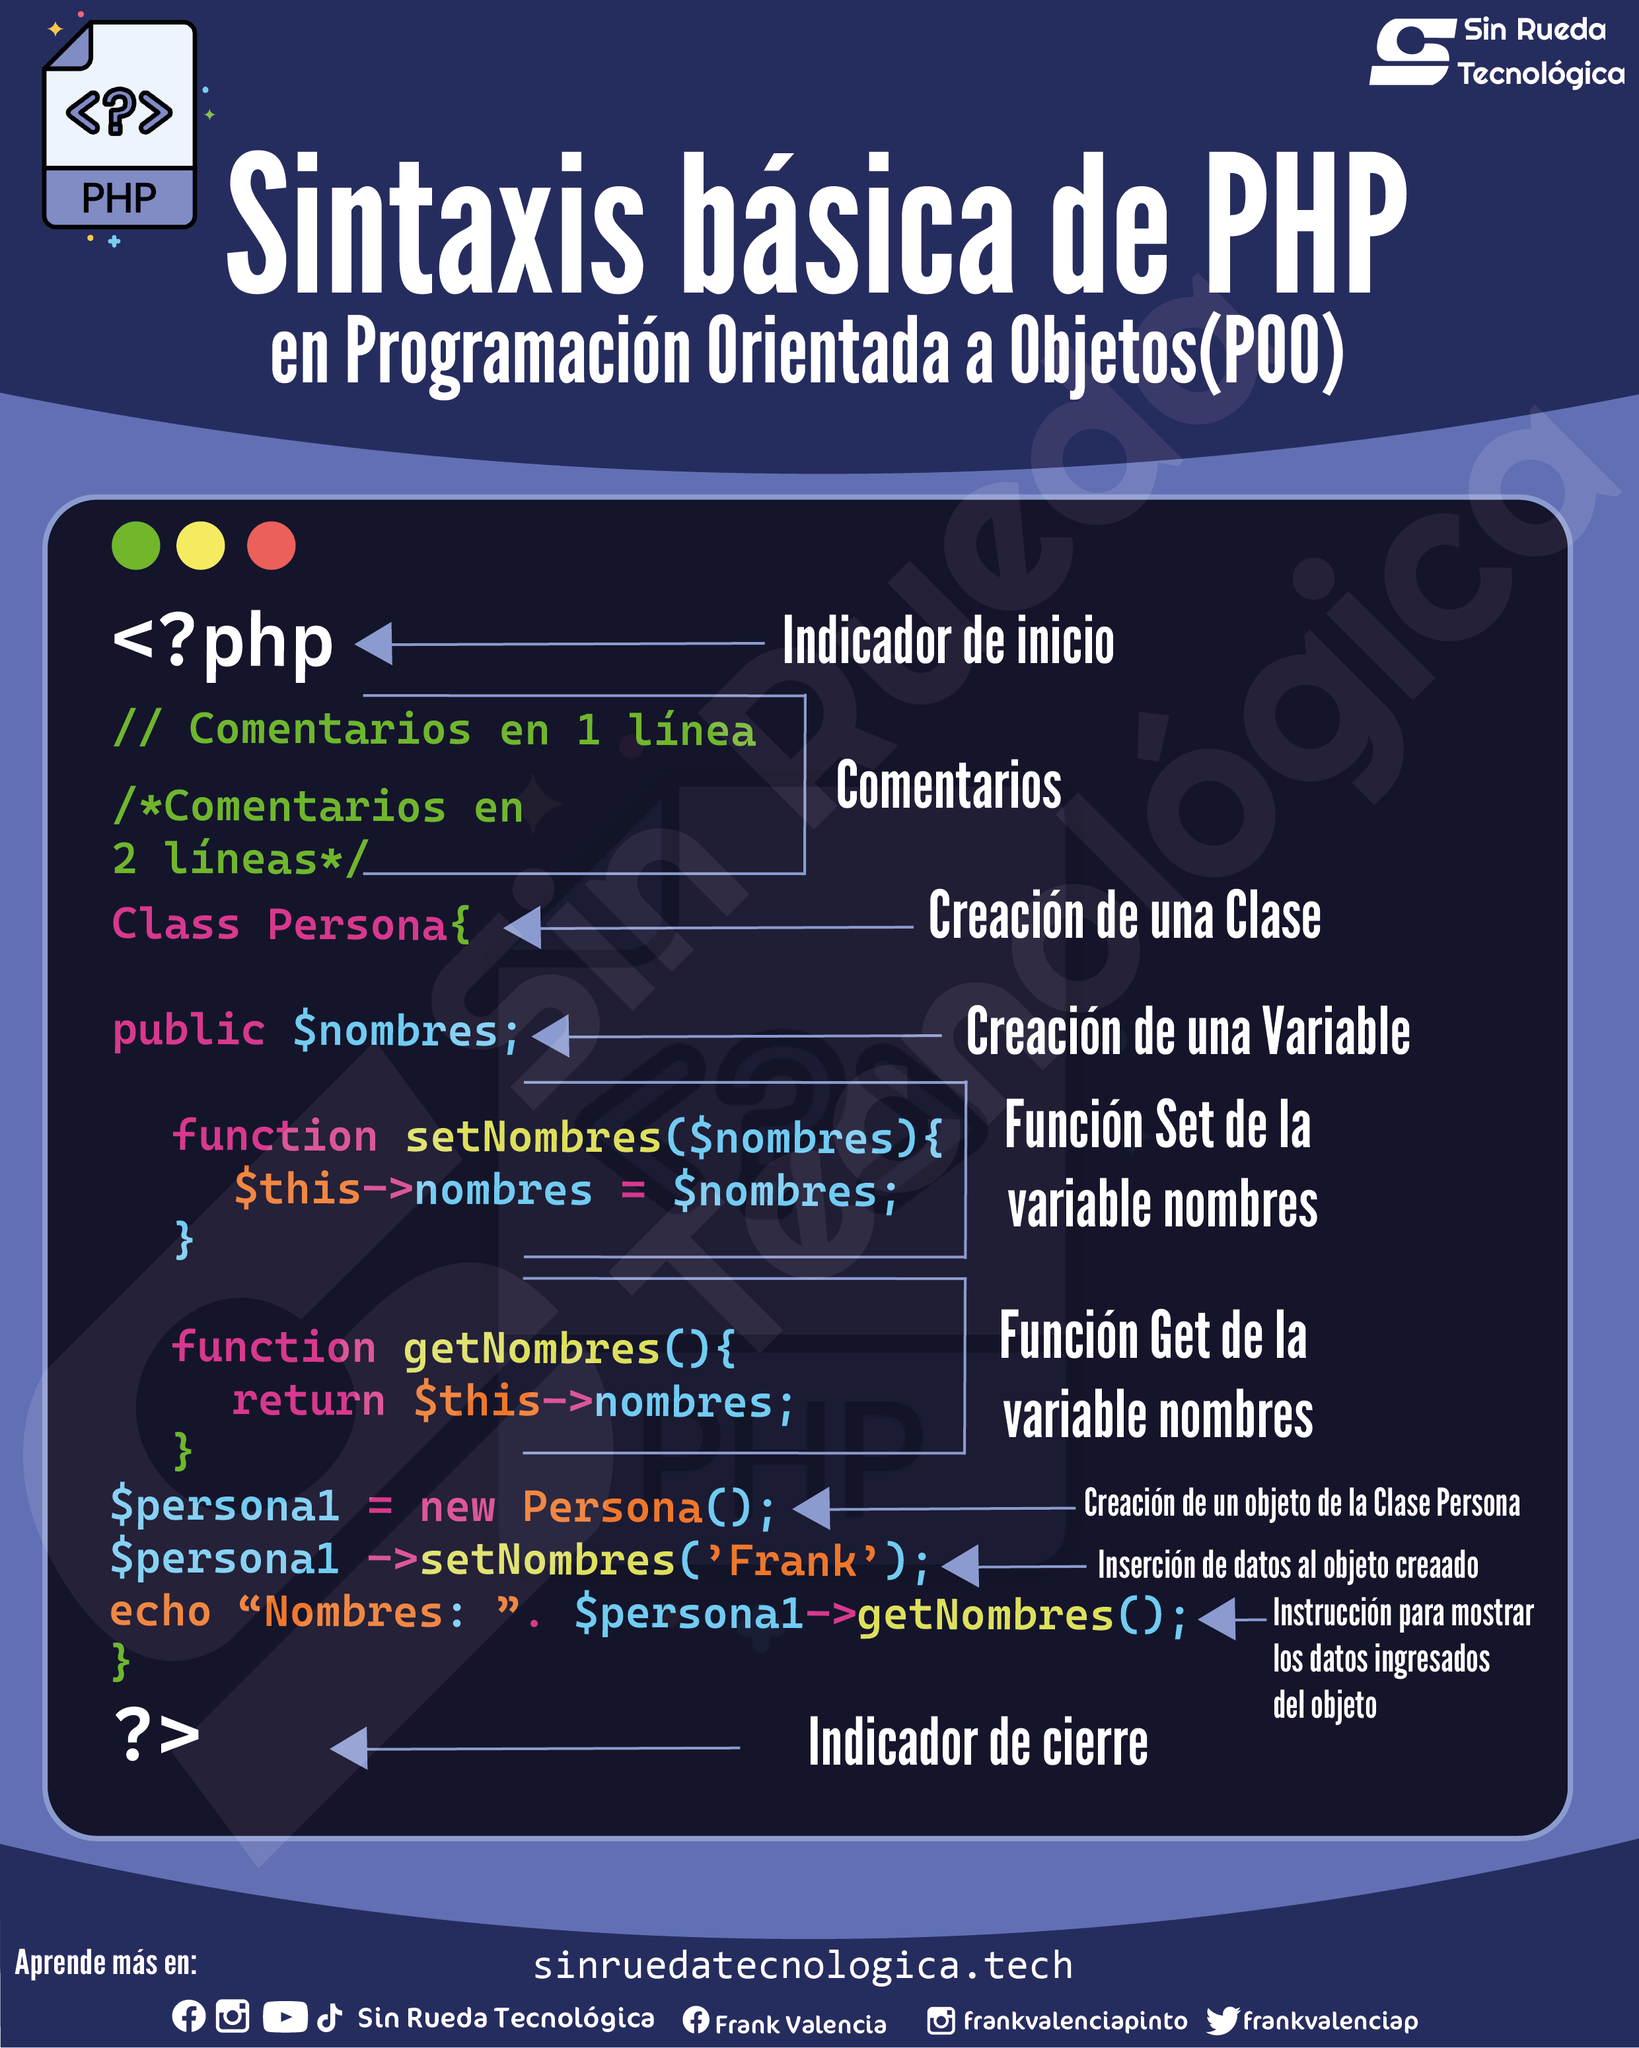 Sin Rueda
Tecnológica
<?>
PHP
Sintaxis básica de PHP
en Programación Orientada a Objetos(POO)
<?php
Indicador de inicio
// Comentarios en 1 línea
/*Comentarios en
2 líneas*/
Comentarios
Class Persona{
Creación de una Clase
public $nombres;
Creación de una Variable
function setNombres($nombres){
$this->nombres = $nombres;
}
Función Set de la
variable nombres
function getNombres(){
return $this->nombres;
}
Función Get de la
variable nombres
$persona1 = new Persona();
Creación de un objeto de la Clase Persona
$persona1 ->setNombres(’Frank’);
Inserción de datos al objeto creaado
echo “Nombres: ”. $persona1->getNombres();
Instrucción para mostrar
los datos ingresados
del objeto
}
?>
Indicador de cierre
Sin Rueda
Tecnológica
<?>
PHP
Aprende más en:
sinruedatecnologica.tech
Sin Rueda Tecnológica
Frank Valencia
frankvalenciapinto
frankvalenciap